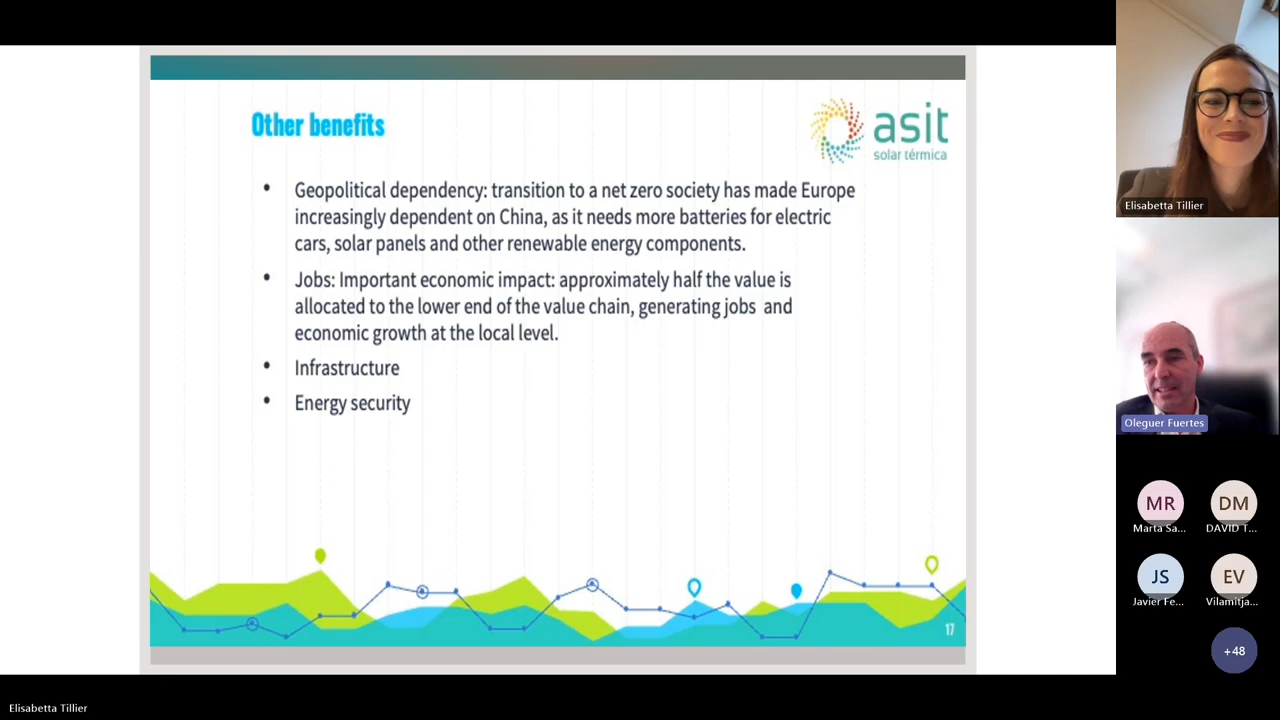 Other benefits
asit
solar térmica
• Geopolitical dependency: transition to a net zero society has made Europe
increasingly dependent on China, as it needs more batteries for electric
cars, solar panels and other renewable energy components.
• Jobs: Important economic impact: approximately half the value is
allocated to the lower end of the value chain, generating jobs and
economic growth at the local level.
• Infrastructure
• Energy security
17
Elisabetta Tillier
Oleguer Fuertes
MR
DM
Marta Sa...
DAVID T...
JS
EV
Javier Fe...
Vilamitja...
+48
Elisabetta Tillier